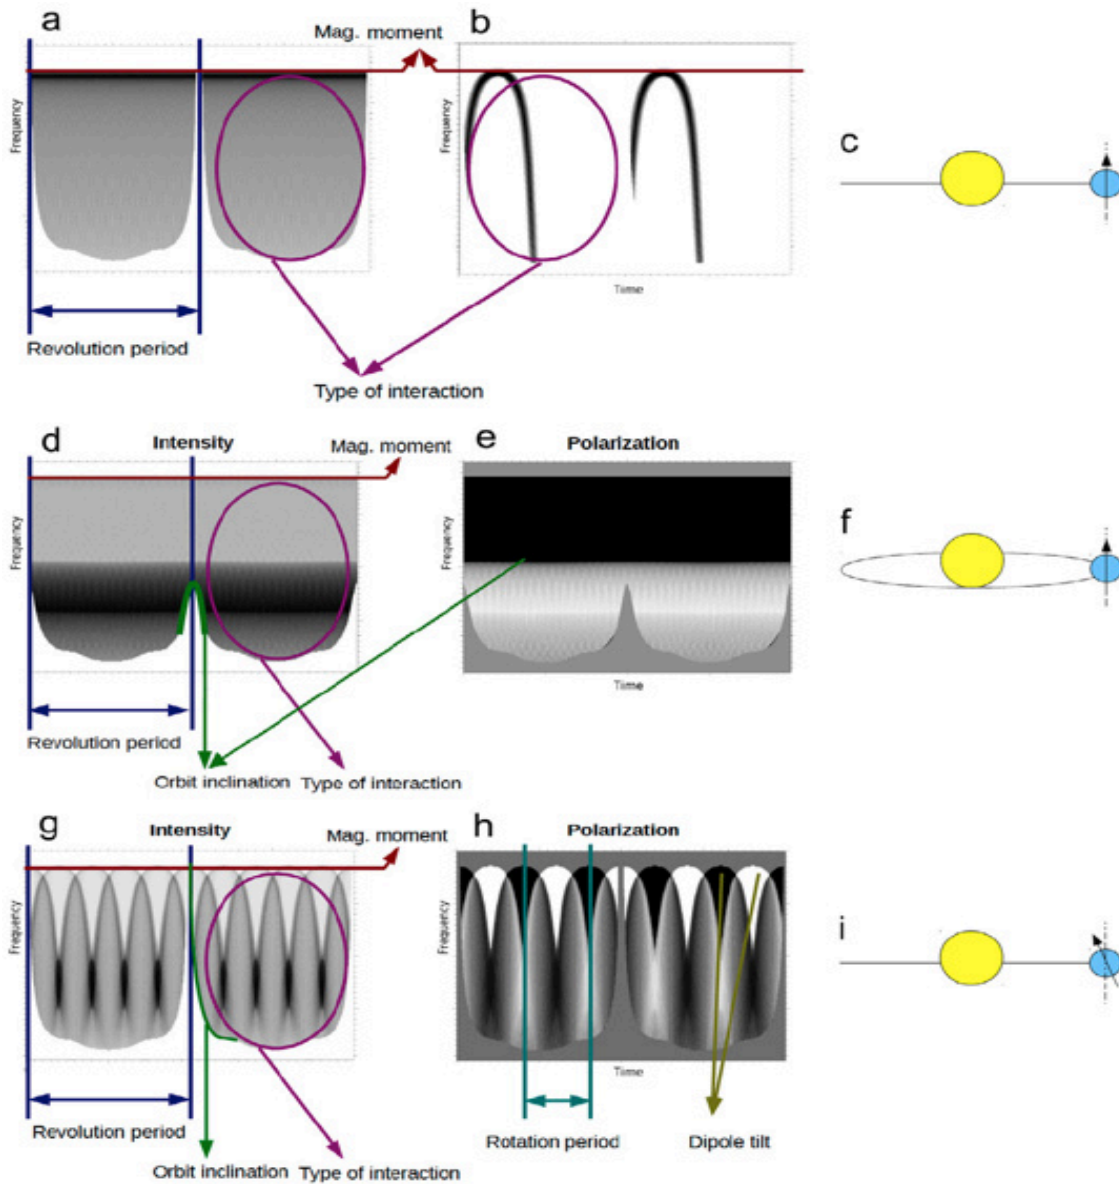 a
Mag. moment
b
Frequency
Frequency
c
Time
Revolution period
Type of interaction
d
Intensity
Mag. moment
e
Polarization
Frequency
Frequency
f
Time
Revolution period
Orbit inclination
Type of interaction
g
Intensity
Mag. moment
h
Polarization
Frequency
Frequency
i
Time
Revolution period
Rotation period
Dipole tilt
Orbit inclination
Type of interaction